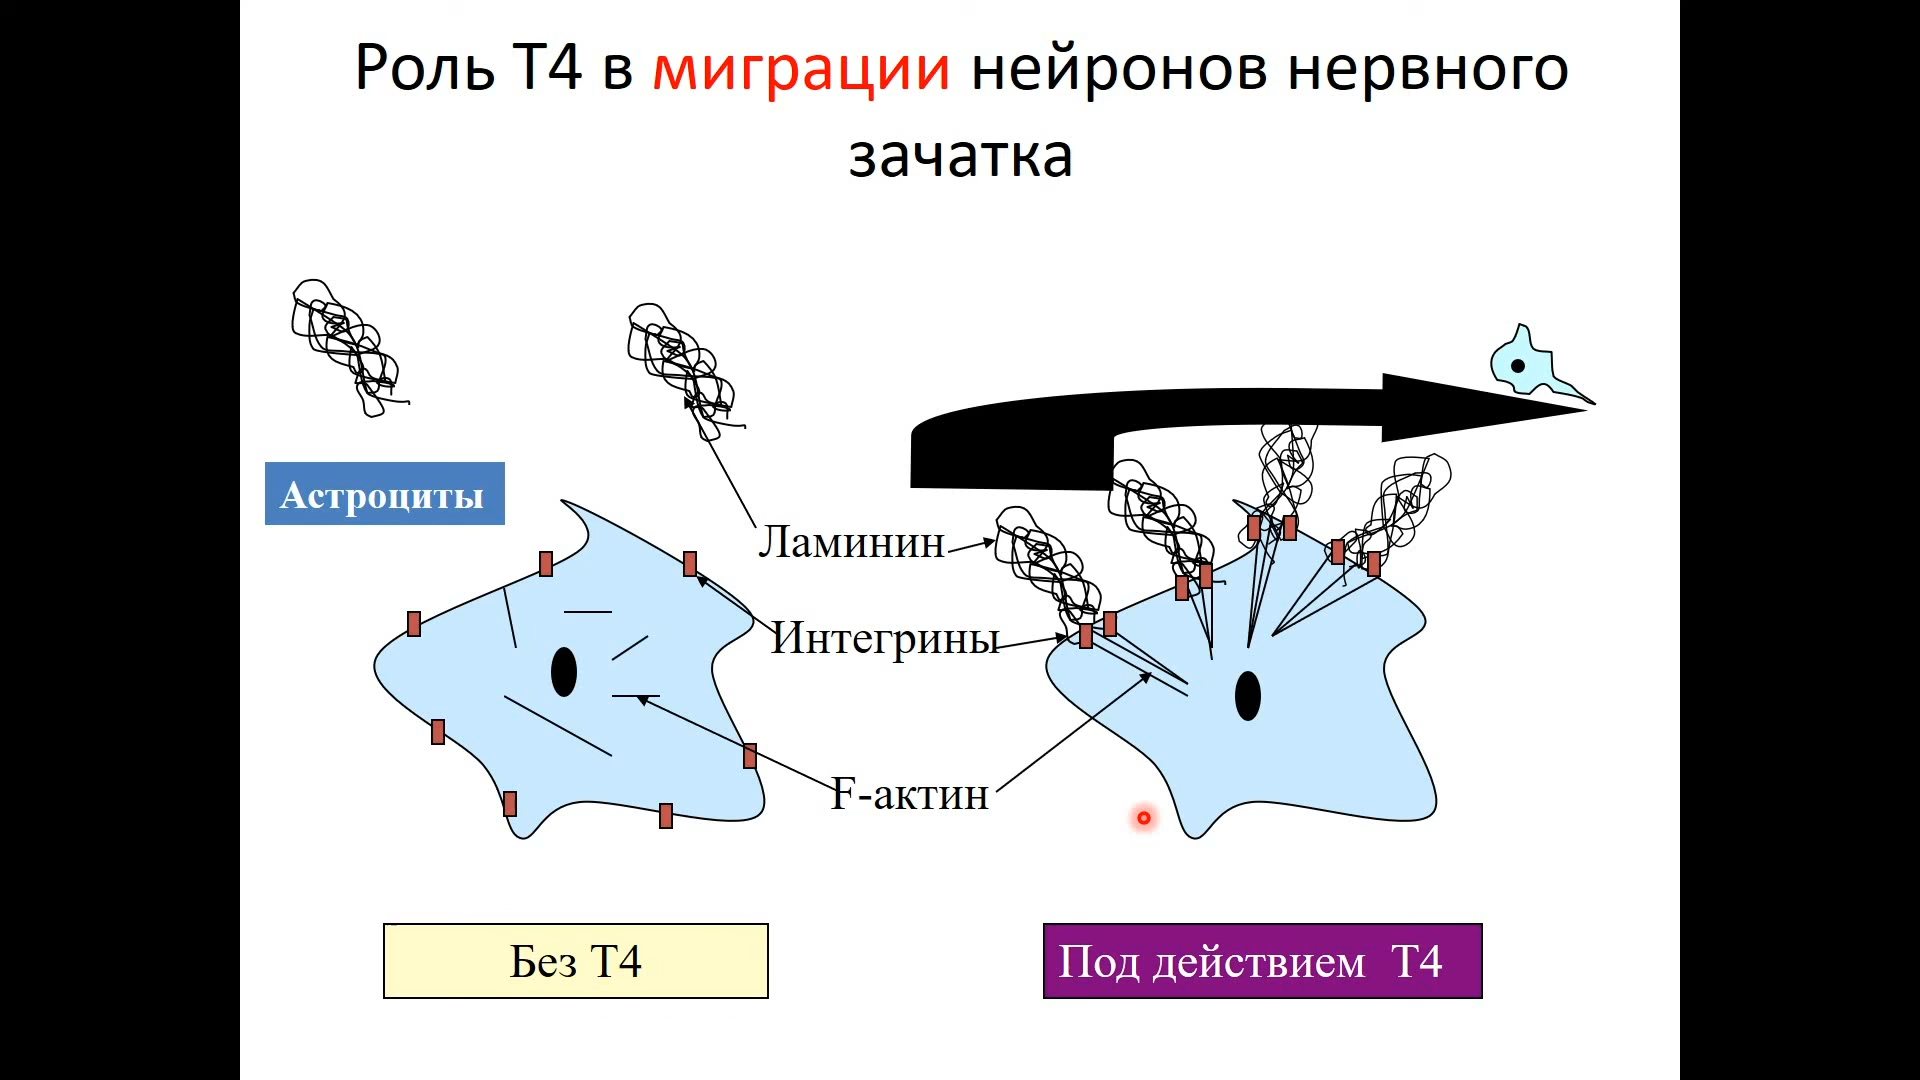 Роль Т4 в миграции нейронов нервного
зачатка
Астроциты
Ламинин
Интегрины
F-актин
Без Т4
Под действием Т4